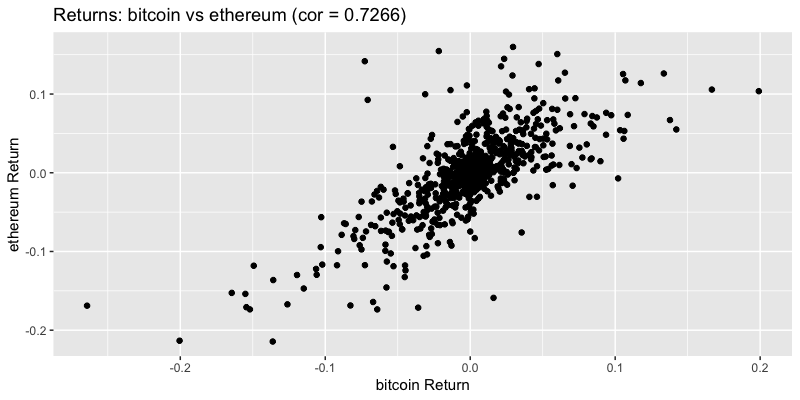 Returns: bitcoin vs ethereum (cor = 0.7266)
0.1
0.0
-0.1
-0.2
ethereum Return
-0.2 -0.1 0.0 0.1 0.2
bitcoin Return